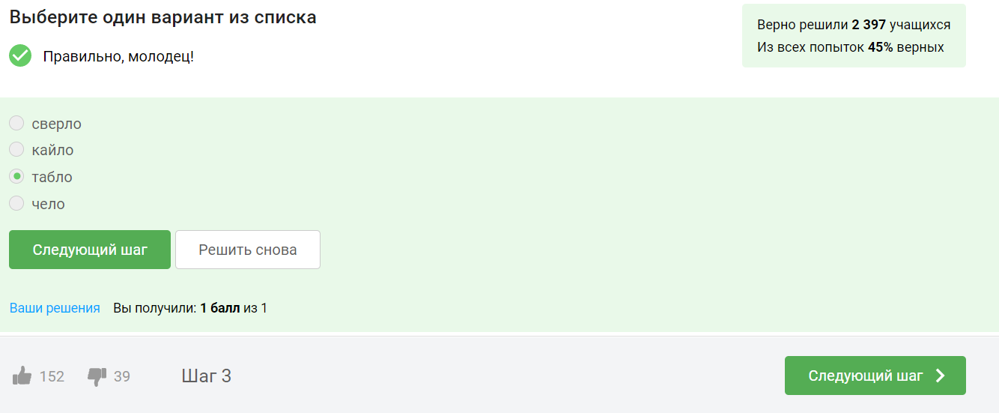 Выберите один вариант из списка
Верно решили 2 397 учащихся
Из всех попыток 45% верных
Правильно, молодец!
сверло
кайло
табло
чело
Следующий шаг
Решить снова
Ваши решения Вы получили: 1 балл из 1
152 39 Шаг 3
Следующий шаг